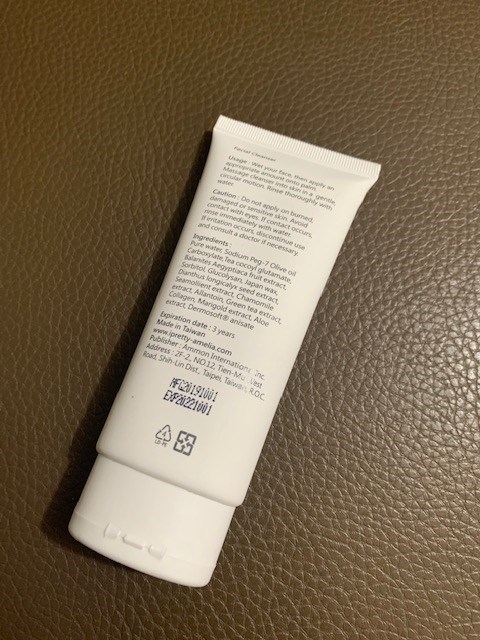 Facial Cleanser
Usage : Wet your face, then apply an
appropriate amount onto palm.
Massage cleanser into skin in a gentle,
circular motion. Rinse thoroughly with
water.
Caution : Do not apply on burned,
damaged or sensitive skin. Avoid
contact with eyes. If contact occurs,
rinse immediately with water.
If irritation occurs, discontinue use
and consult a doctor if necessary.
Ingredients :
Pure water, Sodium Peg-7 Olive oil
Carboxylate,Tea cocoyl glutamate,
Balanites Aegyptiaca fruit extract,
Sorbitol, Glucolysan, Japan wax,
Dianthus longicalyx seed extract,
Seamollient extract, Chamomile
extract, Allantoin, Green tea extract,
Collagen, Marigold extract, Aloe
extract, Dermosoft® anisate
Expiration date : 3 years
Made in Taiwan
www.ipretty-amelia.com
Publisher : Ammon International Inc.
Address : 2F-2, NO.12, Tien-Mu West
Road, Shih-Lin Dist., Taipei, Taiwan, R.O.C.
MFG20191001
EXP20221001
4
LD-PE